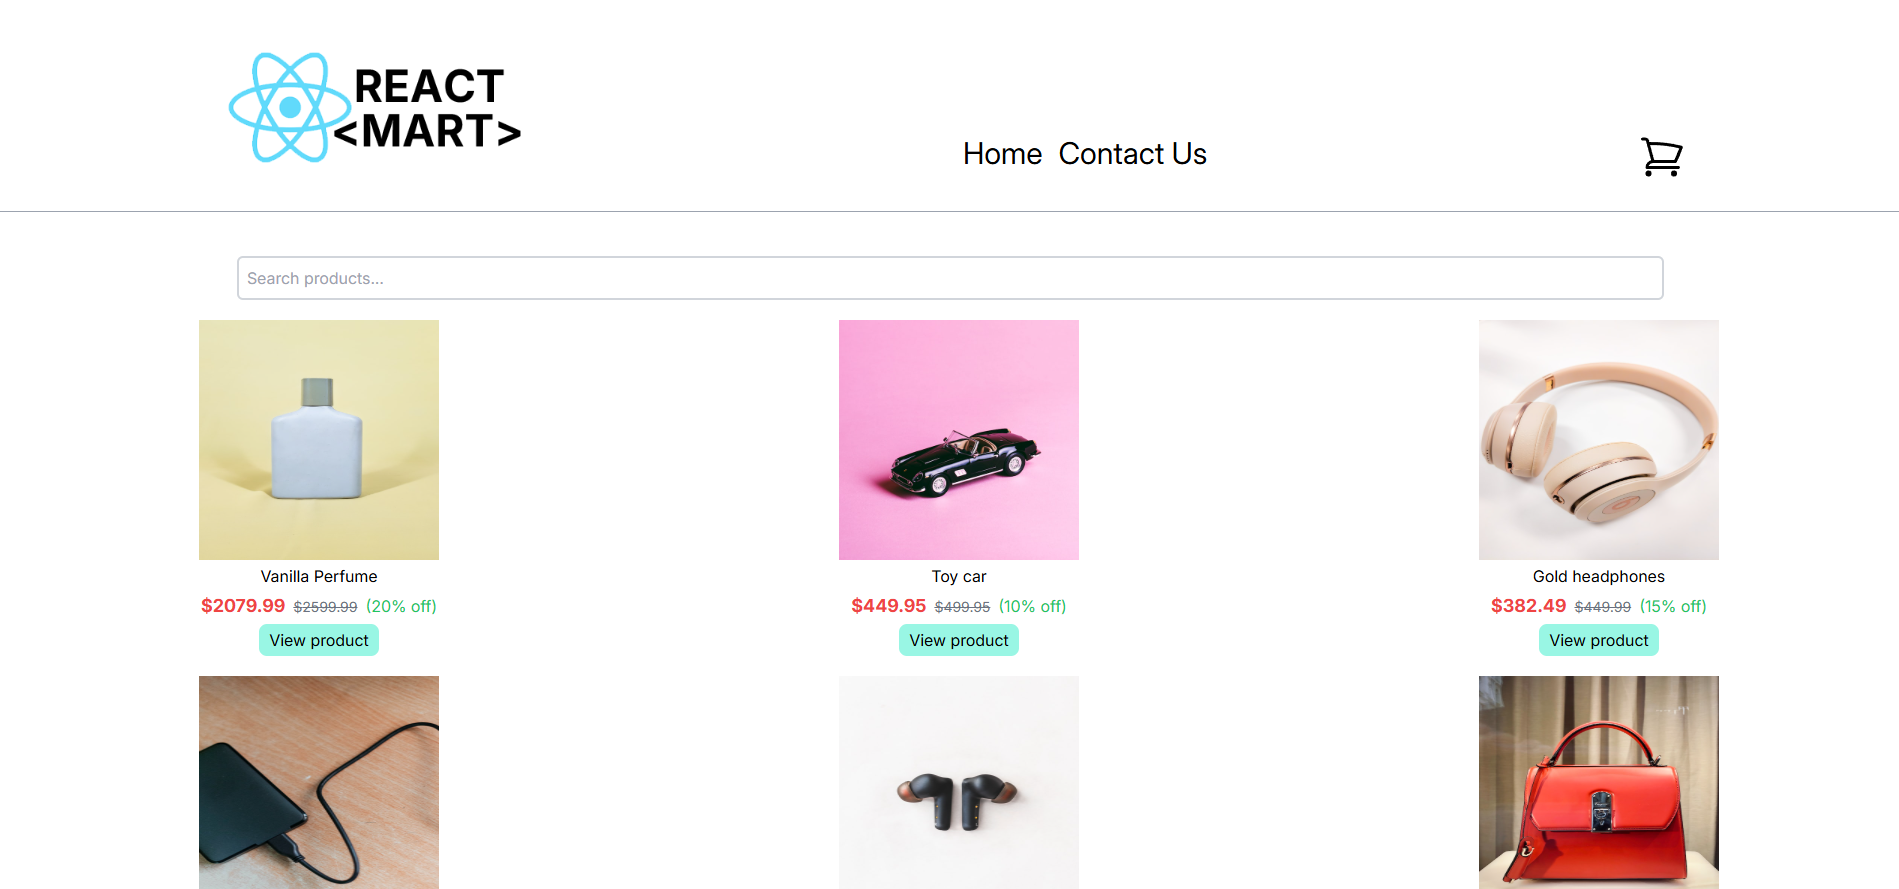 REACT
<MART>
Home Contact Us
Search products...
Vanilla Perfume
$2079.99 $2599.99 (20% off)
View product
Toy car
$449.95 $499.95 (10% off)
View product
Gold headphones
$382.49 $449.99 (15% off)
View product